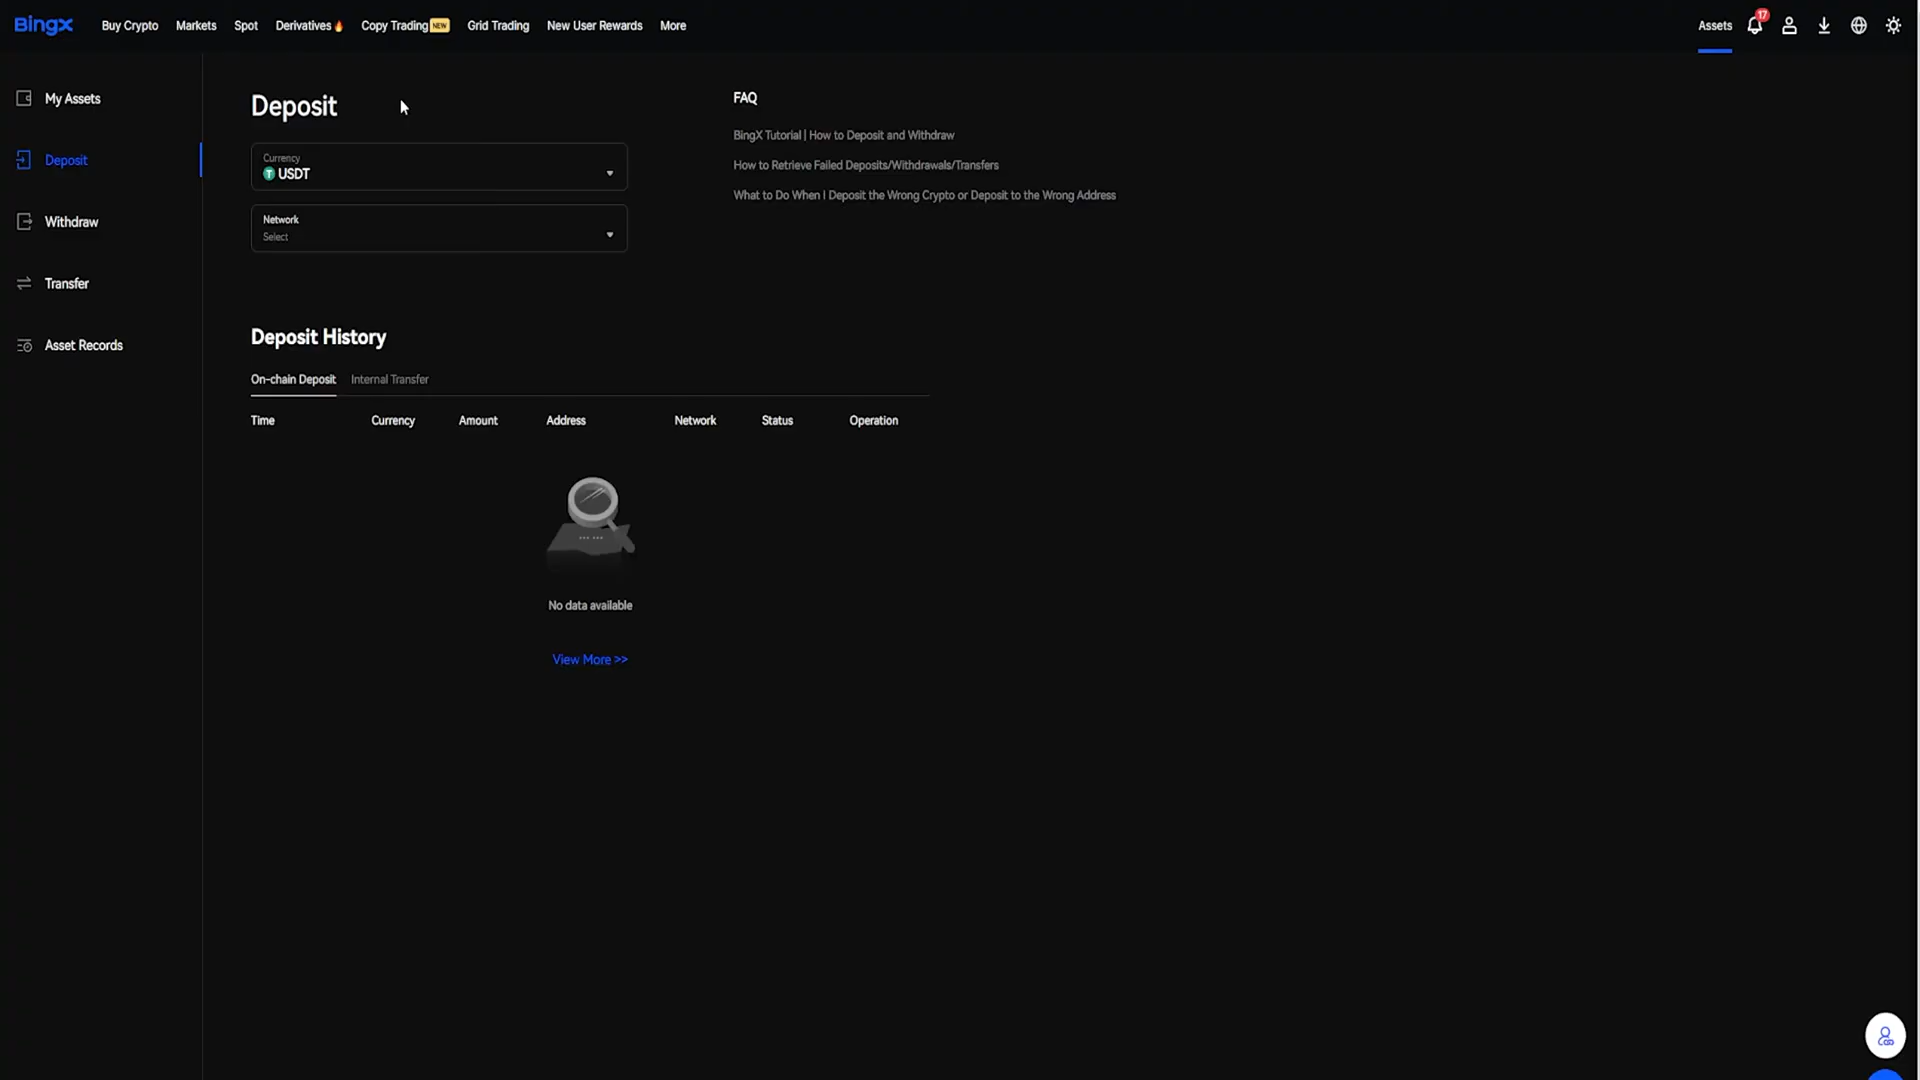 BingX
Buy Crypto
Markets
Spot
Derivatives
Copy Trading NEW
Grid Trading
New User Rewards
More
Assets
17
My Assets
Deposit
Withdraw
Transfer
Asset Records
Deposit
Currency
USDT
Network
Select
FAQ
BingX Tutorial | How to Deposit and Withdraw
How to Retrieve Failed Deposits/Withdrawals/Transfers
What to Do When I Deposit the Wrong Crypto or Deposit to the Wrong Address
Deposit History
On-chain Deposit
Internal Transfer
Time
Currency
Amount
Address
Network
Status
Operation
No data available
View More >>